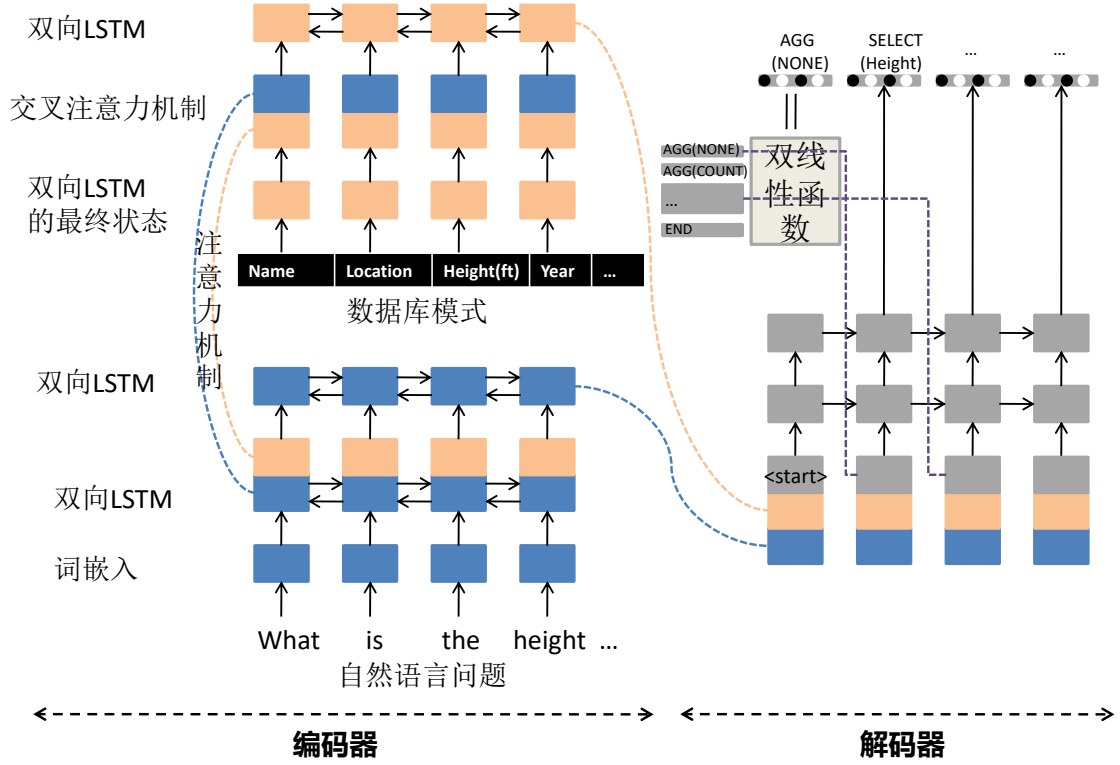 双向LSTM
交叉注意力机制
双向LSTM
的最终状态
注
意
力
机
制
Name Location Height(ft) Year ...
数据库模式
双向LSTM
双向LSTM
词嵌入
What is the height ...
自然语言问题
编码器
AGG
(NONE)
SELECT
(Height)
...
...
AGG(NONE)
AGG(COUNT)
...
END
双线
性函
数
<start>
解码器